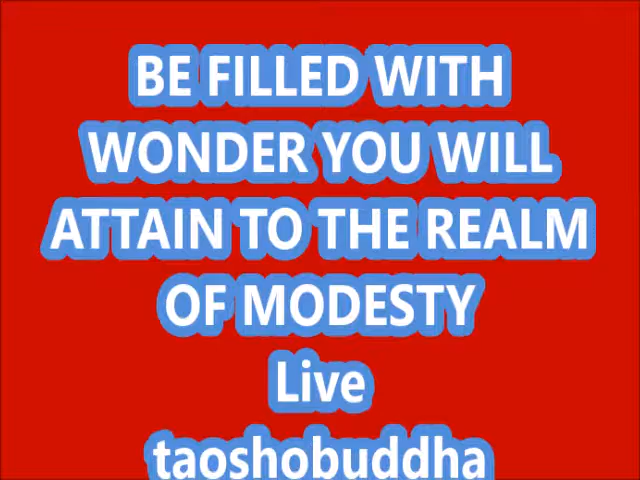 BE FILLED WITH
WONDER YOU WILL
ATTAIN TO THE REALM
OF MODESTY
Live
taoshobuddha